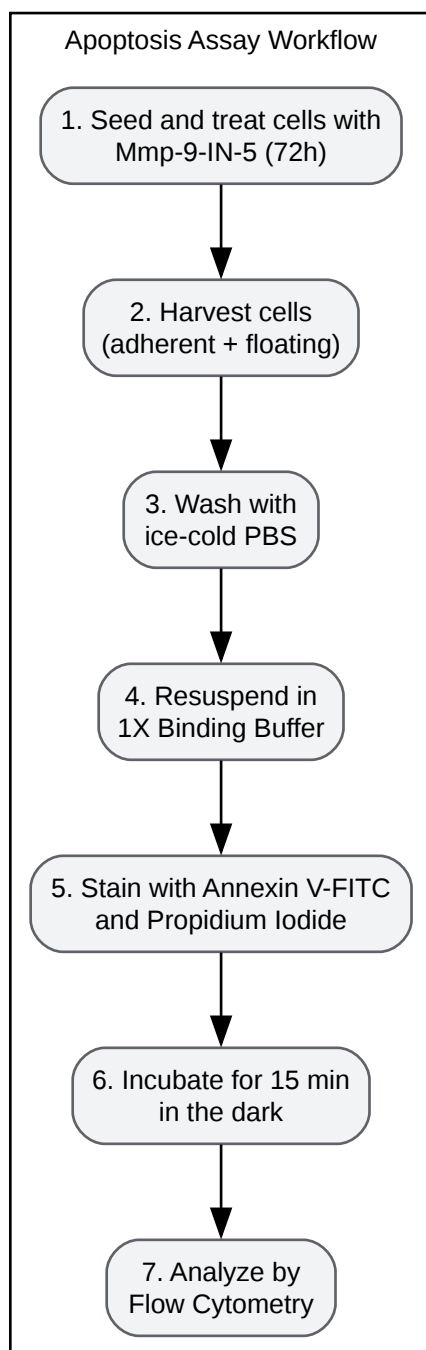 Apoptosis Assay Workflow
1. Seed and treat cells with
Mmp-9-IN-5 (72h)
2. Harvest cells
(adherent + floating)
3. Wash with
ice-cold PBS
4. Resuspend in
1X Binding Buffer
5. Stain with Annexin V-FITC
and Propidium Iodide
6. Incubate for 15 min
in the dark
7. Analyze by
Flow Cytometry